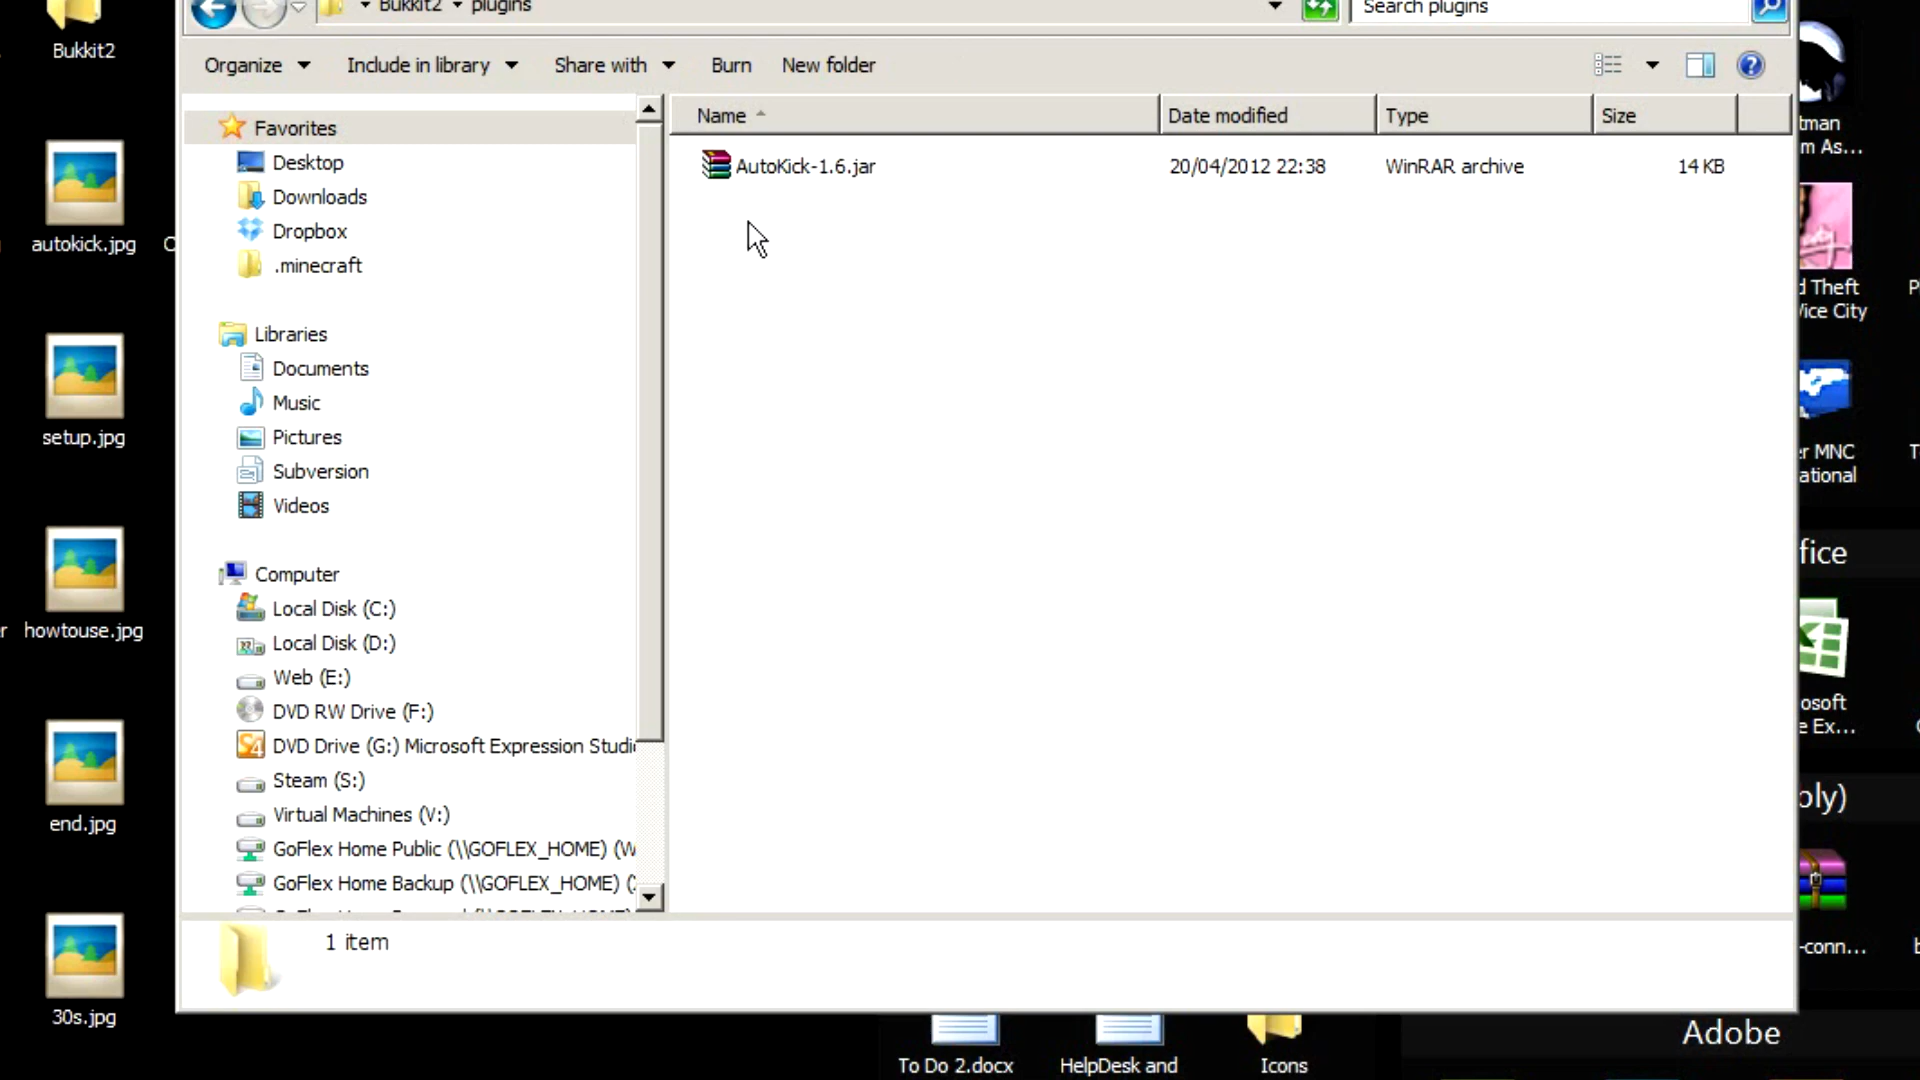 Bukkit2 plugins
Search plugins
Organize
Include in library
Share with
Burn
New folder
Favorites
Desktop
Downloads
Dropbox
.minecraft
Libraries
Documents
Music
Pictures
Subversion
Videos
Computer
Local Disk (C:)
Local Disk (D:)
Web (E:)
DVD RW Drive (F:)
DVD Drive (G:) Microsoft Expression Studi
Steam (S:)
Virtual Machines (V:)
GoFlex Home Public (\\GOFLEX_HOME) (W
GoFlex Home Backup (\\GOFLEX_HOME) (
Name
Date modified
Type
Size
AutoKick-1.6.jar
20/04/2012 22:38
WinRAR archive
14 KB
1 item
Bukkit2
autokick.jpg
setup.jpg
howtouse.jpg
end.jpg
30s.jpg
To Do 2.docx
HelpDesk and
Icons
tman
m As...
d Theft
Vice City
r MNC
ational
fice
osoft
e Ex...
ply)
-conn...
Adobe